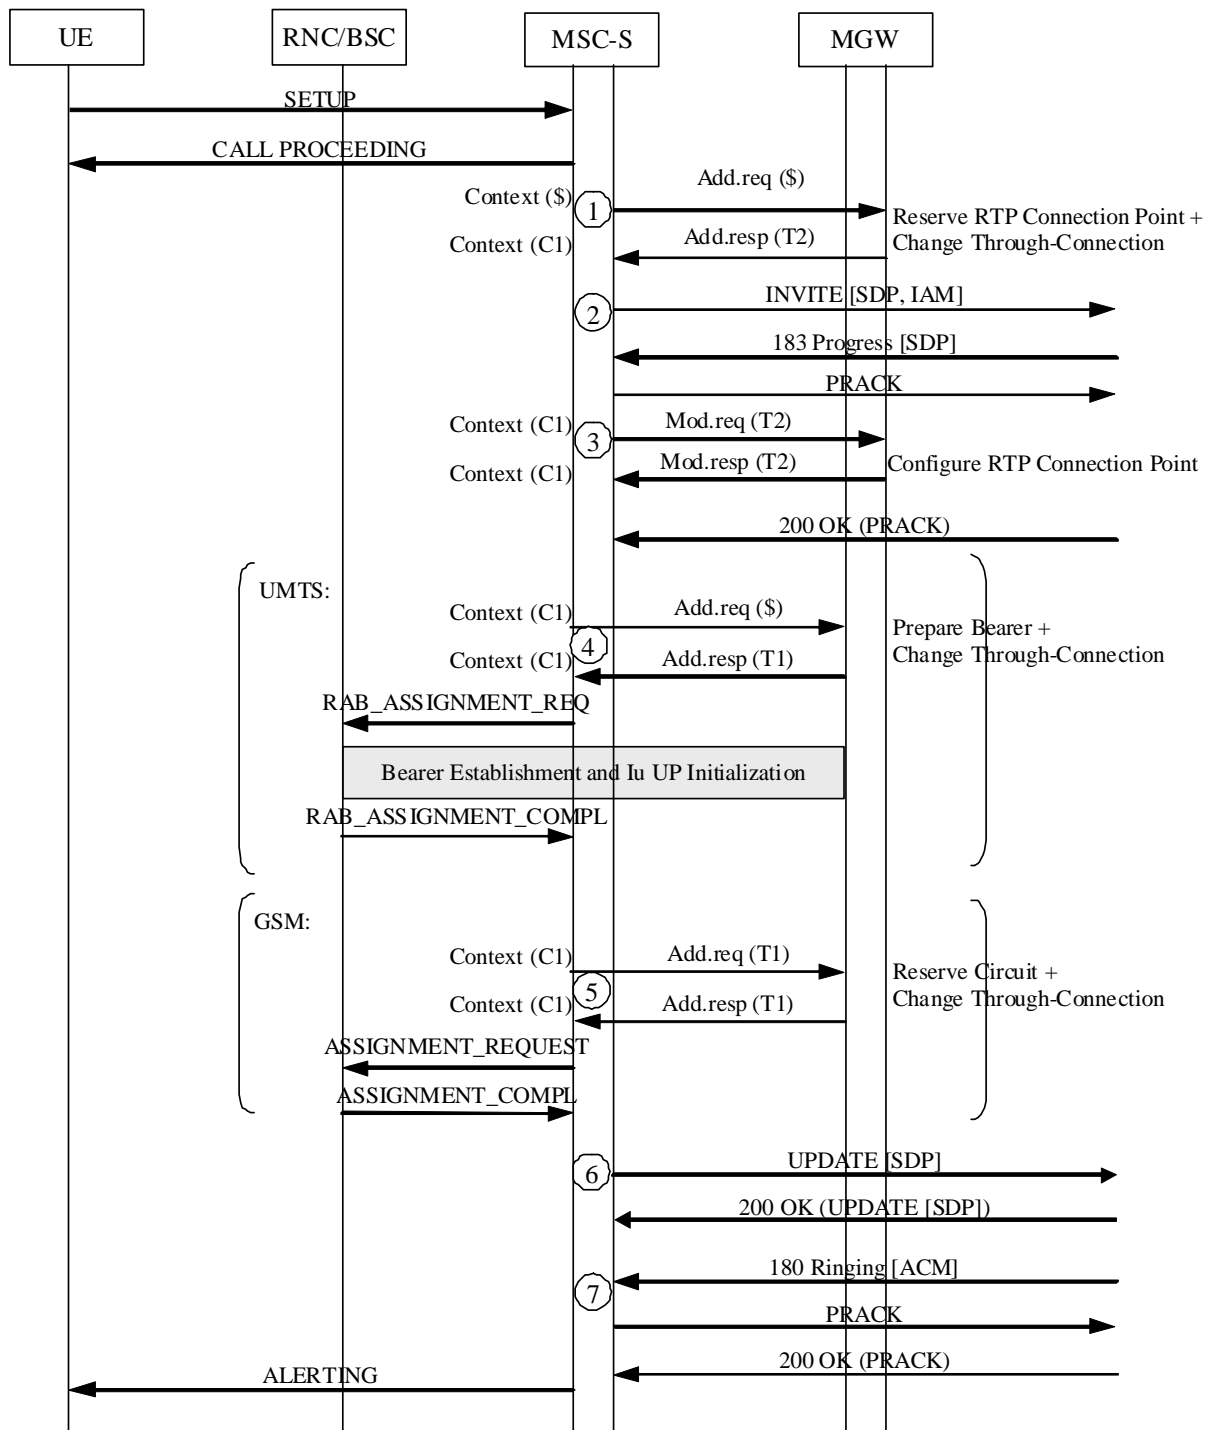 UE
RNC/BSC
MSC-S
MGW
SETUP
CALL PROCEEDING
Context ($)
1
Add.req ($)
Reserve RTP Connection Point +
Change Through-Connection
Context (C1)
Add.resp (T2)
2
INVITE [SDP, IAM]
183 Progress [SDP]
PRACK
Context (C1)
3
Mod.req (T2)
Context (C1)
Mod.resp (T2)
Configure RTP Connection Point
200 OK (PRACK)
UMTS:
Context (C1)
Add.req ($)
4
Prepare Bearer +
Change Through-Connection
Context (C1)
Add.resp (T1)
RAB_ASSIGNMENT_REQ
Bearer Establishment and Iu UP Initialization
RAB_ASSIGNMENT_COMPL
GSM:
Context (C1)
Add.req (T1)
5
Reserve Circuit +
Change Through-Connection
Context (C1)
Add.resp (T1)
ASSIGNMENT_REQUEST
ASSIGNMENT_COMPL
6
UPDATE [SDP]
200 OK (UPDATE [SDP])
7
180 Ringing [ACM]
PRACK
200 OK (PRACK)
ALERTING